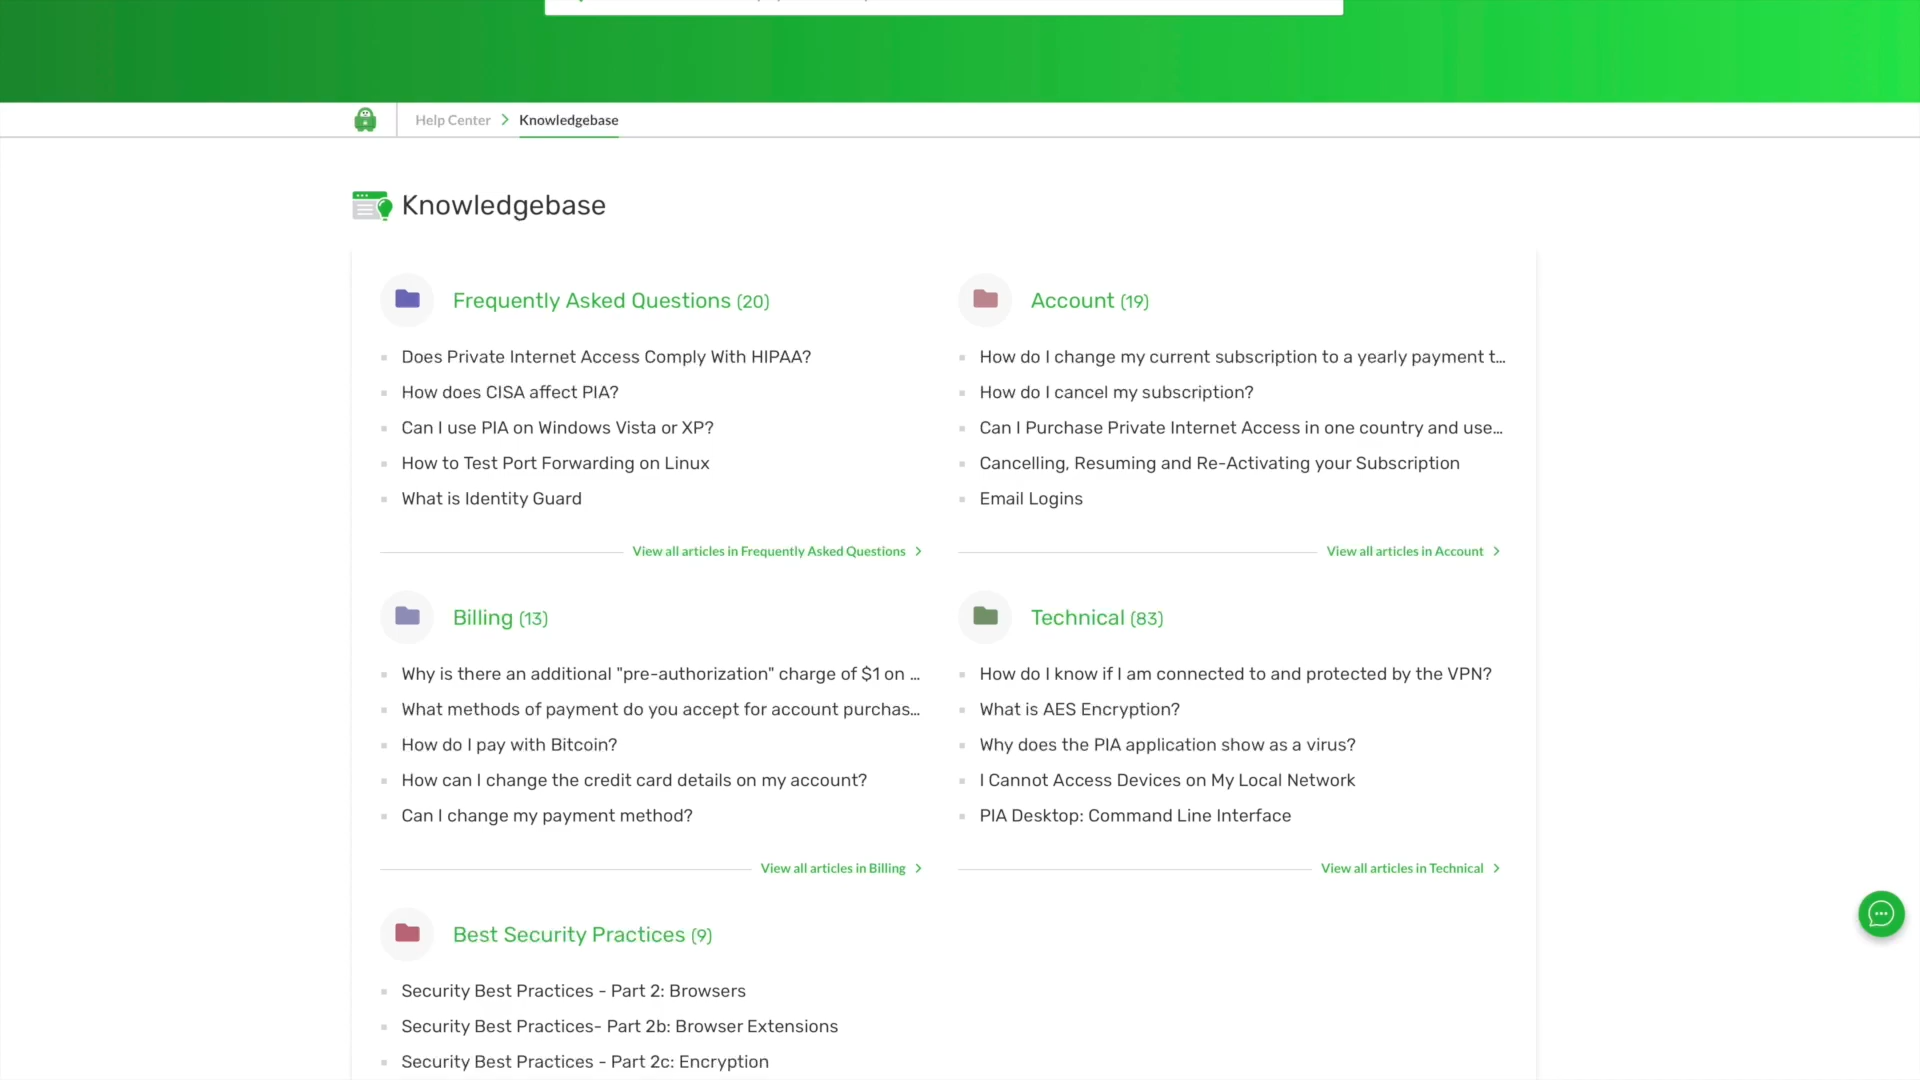 Help Center
Knowledgebase
Knowledgebase
Frequently Asked Questions (20)
Does Private Internet Access Comply With HIPAA?
How does CISA affect PIA?
Can I use PIA on Windows Vista or XP?
How to Test Port Forwarding on Linux
What is Identity Guard
View all articles in Frequently Asked Questions
Account (19)
How do I change my current subscription to a yearly payment t...
How do I cancel my subscription?
Can I Purchase Private Internet Access in one country and use...
Cancelling, Resuming and Re-Activating your Subscription
Email Logins
View all articles in Account
Billing (13)
Why is there an additional "pre-authorization" charge of $1 on ...
What methods of payment do you accept for account purchas...
How do I pay with Bitcoin?
How can I change the credit card details on my account?
Can I change my payment method?
View all articles in Billing
Technical (83)
How do I know if I am connected to and protected by the VPN?
What is AES Encryption?
Why does the PIA application show as a virus?
I Cannot Access Devices on My Local Network
PIA Desktop: Command Line Interface
View all articles in Technical
Best Security Practices (9)
Security Best Practices - Part 2: Browsers
Security Best Practices- Part 2b: Browser Extensions
Security Best Practices - Part 2c: Encryption